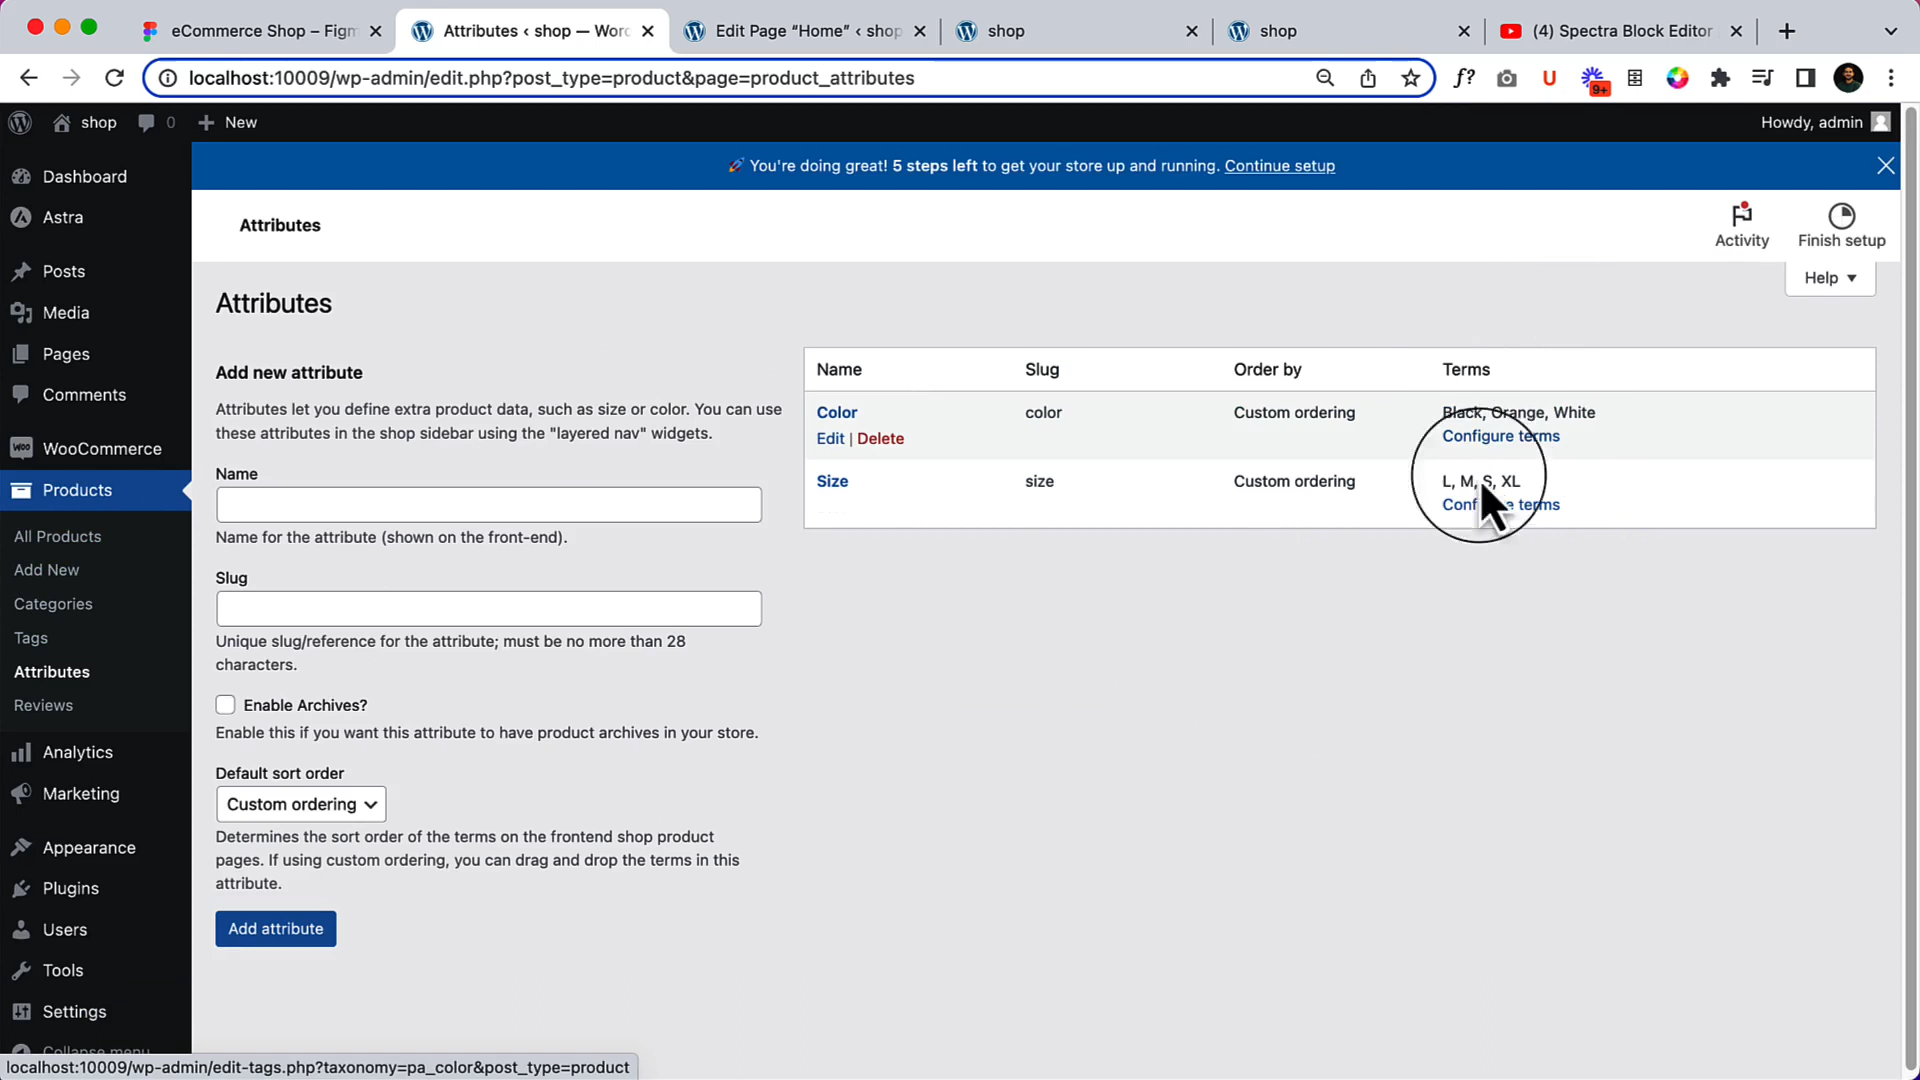 eCommerce Shop – Figm
Attributes ‹ shop — Word
Edit Page “Home” ‹ shop
shop
shop
(4) Spectra Block Editor
localhost:10009/wp-admin/edit.php?post_type=product&page=product_attributes
f?
U
9+
shop
0
New
Howdy, admin
Dashboard
Astra
Posts
Media
Pages
Comments
WooCommerce
Products
All Products
Add New
Categories
Tags
Attributes
Reviews
Analytics
Marketing
Appearance
Plugins
Users
Tools
Settings
Collapse menu
🚀 You're doing great! 5 steps left to get your store up and running. Continue setup
Attributes
Activity
Finish setup
Help
Attributes
Add new attribute
Attributes let you define extra product data, such as size or color. You can use
these attributes in the shop sidebar using the "layered nav" widgets.
Name
Name for the attribute (shown on the front-end).
Slug
Unique slug/reference for the attribute; must be no more than 28
characters.
Enable Archives?
Enable this if you want this attribute to have product archives in your store.
Default sort order
Custom ordering
Determines the sort order of the terms on the frontend shop product
pages. If using custom ordering, you can drag and drop the terms in this
attribute.
Add attribute
Name Slug Order by Terms
Color color Custom ordering Black, Orange, White
Edit | Delete Configure terms
Size size Custom ordering L, M, S, XL
Configure terms
localhost:10009/wp-admin/edit-tags.php?taxonomy=pa_color&post_type=product